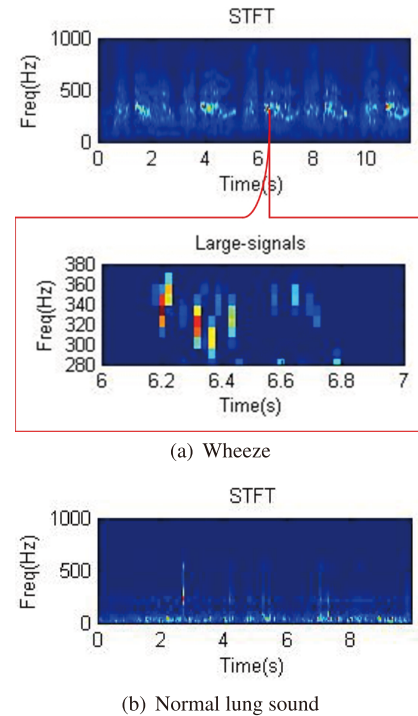 STFT
1000
500
0
Freq(Hz)
0 2 4 6 8 10
Time(s)
Large-signals
380
360
340
320
300
280
Freq(Hz)
6 6.2 6.4 6.6 6.8 7
Time(s)
(a) Wheeze
STFT
1000
500
0
Freq(Hz)
0 2 4 6 8
Time(s)
(b) Normal lung sound